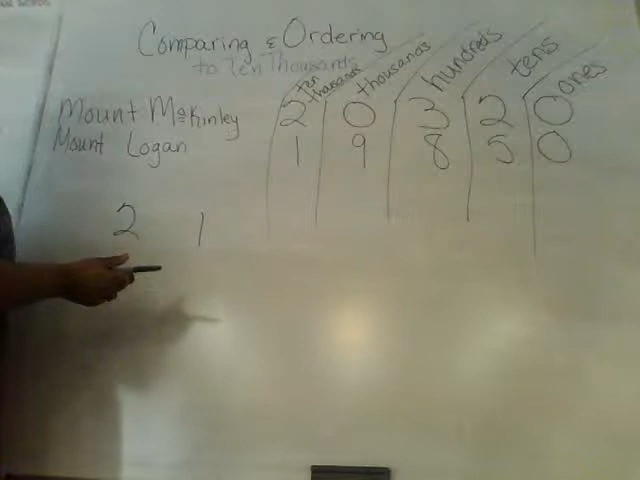 Comparing & Ordering
to Ten Thousands
ten thousands thousands hundreds tens ones
Mount McKinley 2 0 3 2 0
Mount Logan 1 9 8 5 0
2 1